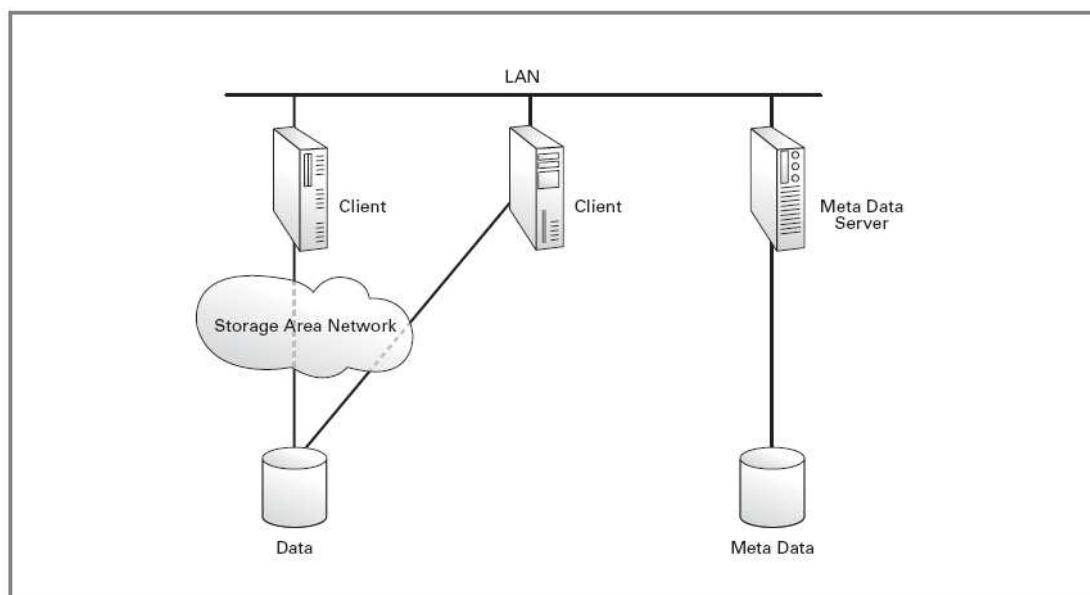 LAN
Client
Client
Meta Data
Server
Storage Area Network
Data
Meta Data